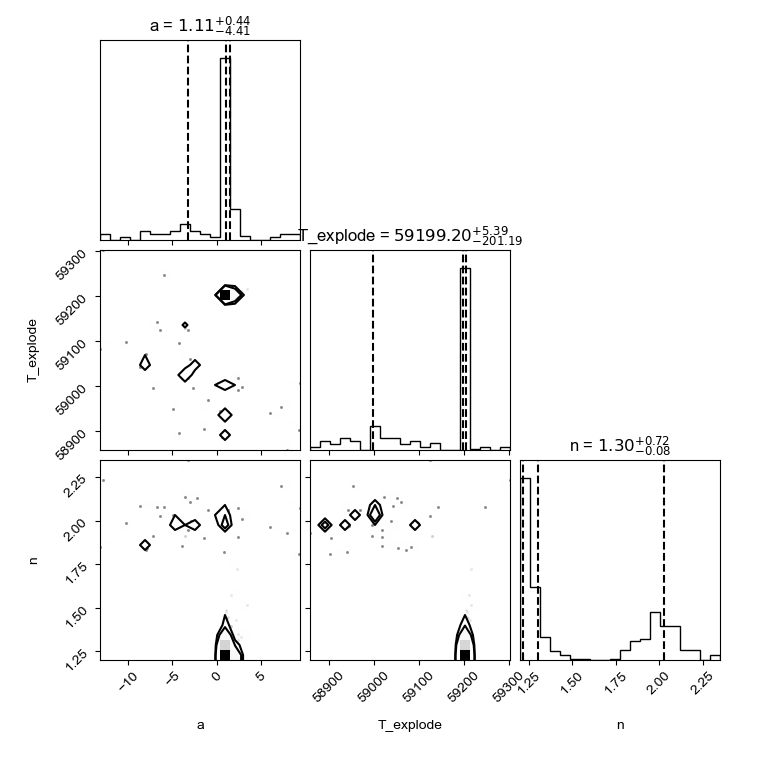 a = 1.11+0.44 −4.41
T_explode = 59199.20+5.39 −201.19
59300
59200
59100
59000
58900
T_explode
n = 1.30+0.72 −0.08
2.25
2.00
1.75
1.50
1.25
n
−10 −5 0 5
58900 59000 59100 59200 59300
1.25 1.50 1.75 2.00 2.25
a T_explode n